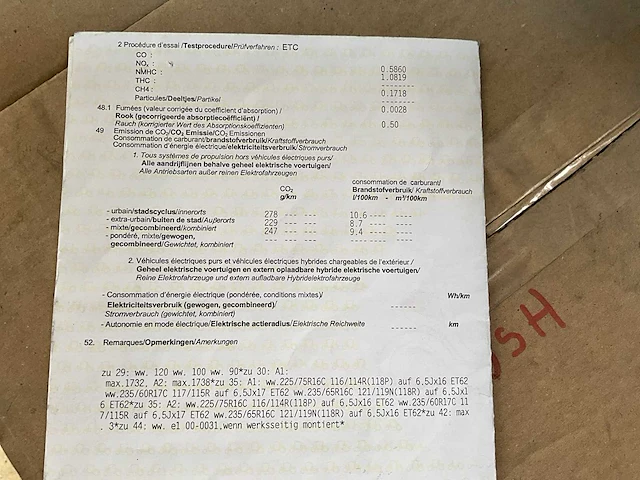 2 Procédure d'essai /Testprocedure/Prüfverfahren : ETC
CO :
NOx :
NMHC :
THC :
CH4 :
Particules/Deeltjes/Partikel
0.5860
1.0819
--------
0.1718
--------
0.0028
48.1 Fumées (valeur corrigée du coefficient d'absorption) /
Rook (gecorrigeerde absorptiecoëfficiënt) /
Rauch (korrigierter Wert des Absorptionskoeffizienten)
0.50
49 Emission de CO2/CO2 Emissie/CO2 Emissionen
Consommation de carburant/brandstofverbruik/Kraftstoffverbrauch
Consommation d'énergie électrique/elektriciteitsverbruik/Stromverbrauch
1. Tous systèmes de propulsion hors véhicules électriques purs/
Alle aandrijflijnen behalve geheel elektrische voertuigen/
Alle Antriebsarten außer reinen Elektrofahrzeugen
CO2
g/km
consommation de carburant/
Brandstofverbruik/ Kraftstoffverbrauch
l/100km - m³/100km
- urbain/stadscyclus/innerorts 278 --- --- 10.6 --- ---
- extra-urbain/buiten de stad/Außerorts 229 --- --- 8.7 --- ---
- mixte/gecombineerd/kombiniert 247 --- --- 9.4 --- ---
- pondéré, mixte/gewogen, --- --- --- --- --- ---
gecombineerd/Gewichtet, kombiniert
2. Véhicules électriques purs et véhicules électriques hybrides chargeables de l'extérieur /
Geheel elektrische voertuigen en extern oplaadbare hybride elektrische voertuigen/
Reine Elektrofahrzeuge und extern aufladbare Hybridelektrofahrzeuge
- Consommation d'énergie électrique (pondérée, conditions mixtes)/ Wh/km
Elektriciteitsverbruik (gewogen, gecombineerd)/ ------
Stromverbrauch (gewichtet, kombiniert)
- Autonomie en mode électrique/Elektrische actieradius/Elektrische Reichweite ------ km
52. Remarques/Opmerkingen/Amerkungen
zu 29: ww. 120 ww. 100 ww. 90*zu 30: A1:
max.1732, A2: max.1738*zu 35: A1: ww.225/75R16C 116/114R(118P) auf 6,5Jx16 ET62
ww.235/60R17C 117/115R auf 6,5Jx17 ET62 ww.235/65R16C 121/119N(118R) auf 6,5Jx1
6 ET62*zu 35: A2: ww.225/75R16C 116/114R(118P) auf 6,5Jx16 ET62 ww.235/60R17C 11
7/115R auf 6,5Jx17 ET62 ww.235/65R16C 121/119N(118R) auf 6,5Jx16 ET62*zu 42: max
. 3*zu 44: ww. e1 00-0031,wenn werksseitig montiert*